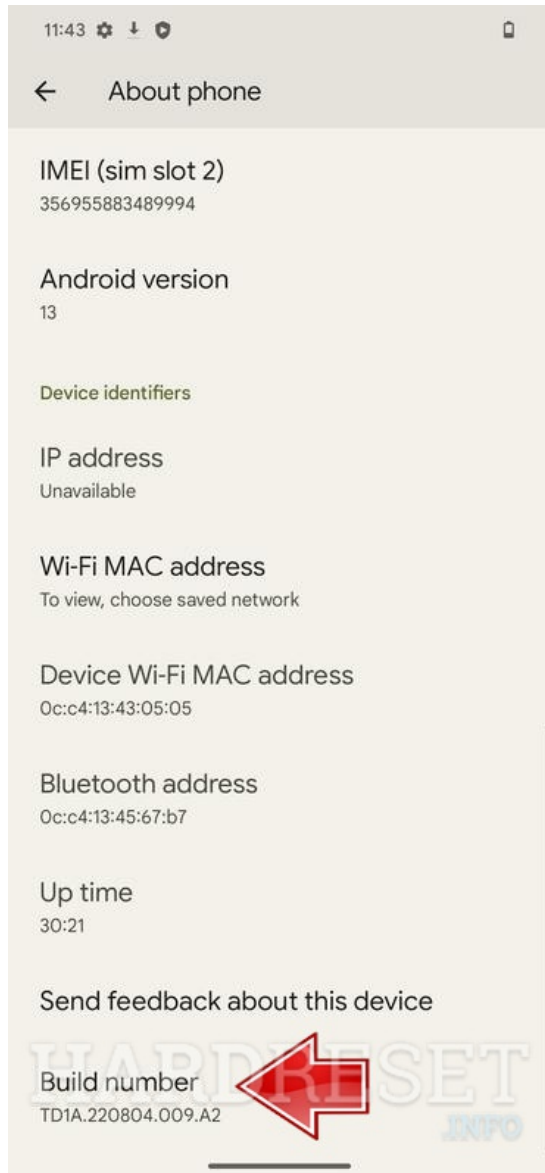 11:43
About phone
IMEI (sim slot 2)
356955883489994
Android version
13
Device identifiers
IP address
Unavailable
Wi-Fi MAC address
To view, choose saved network
Device Wi-Fi MAC address
0c:c4:13:43:05:05
Bluetooth address
0c:c4:13:45:67:b7
Up time
30:21
Send feedback about this device
HARDRESET
Build number
TD1A.220804.009.A2
.INFO